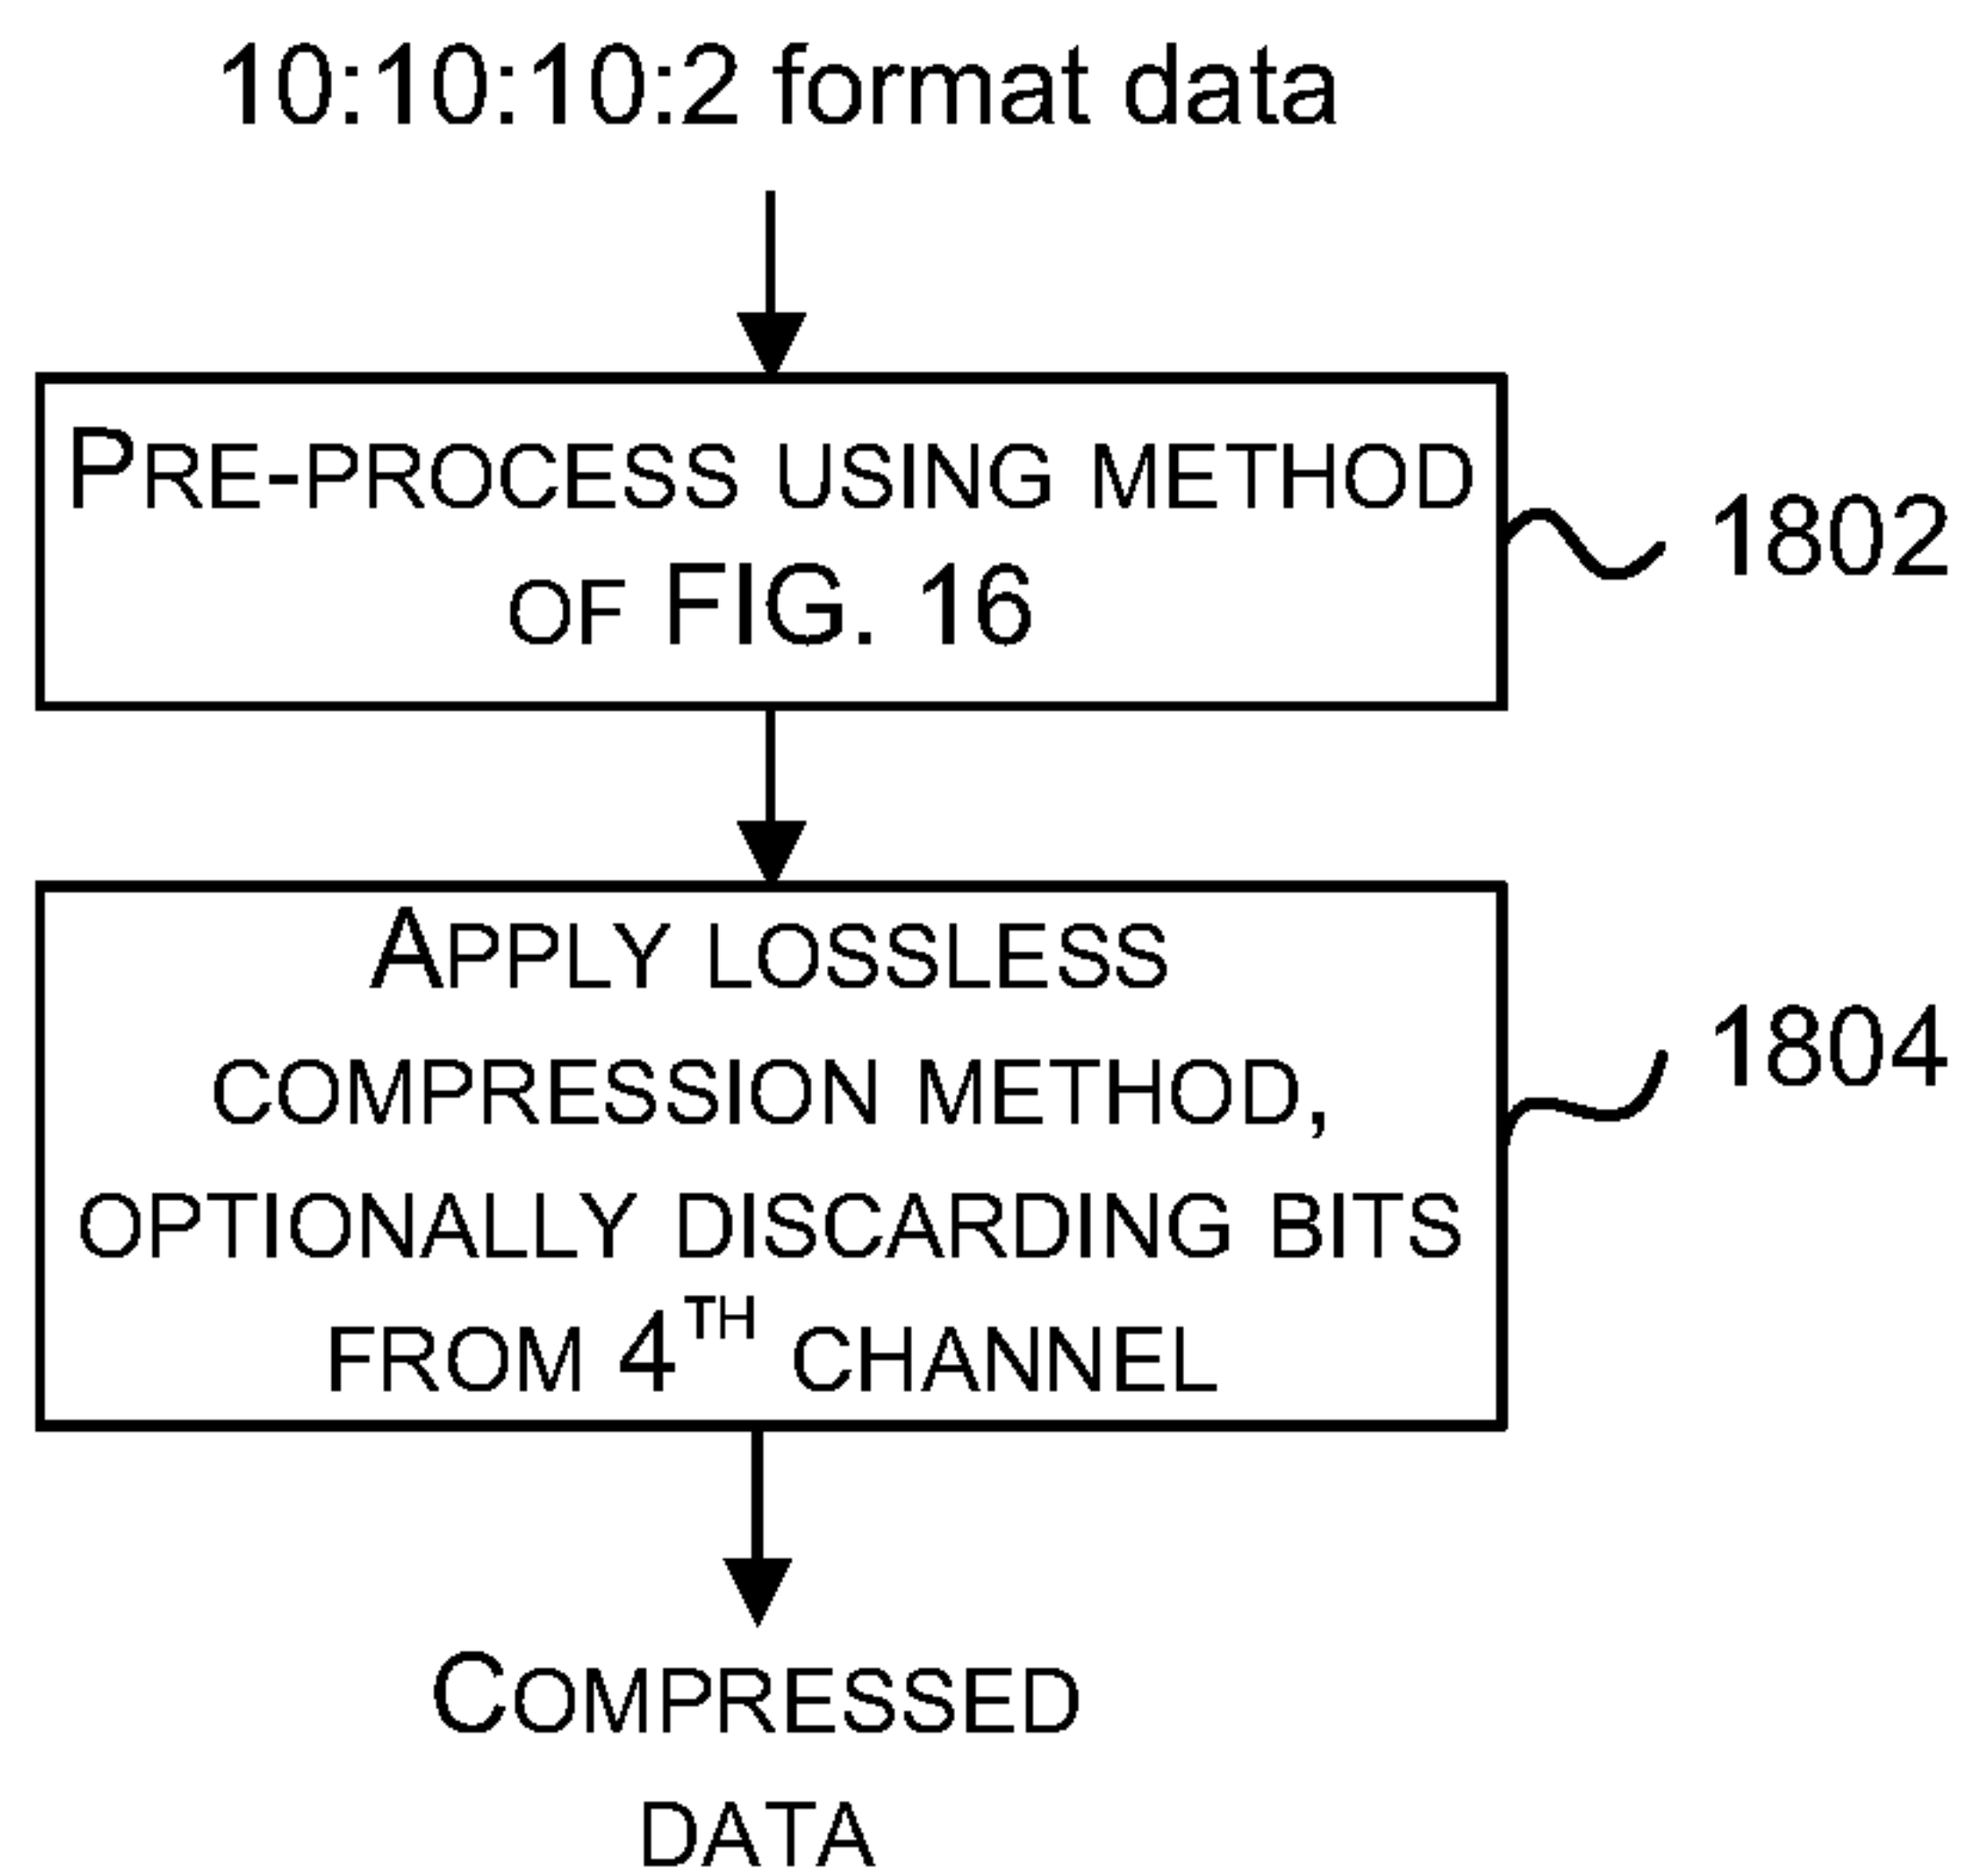 10:10:10:2 format data
PRE-PROCESS USING METHOD
OF FIG. 16
1802
APPLY LOSSLESS
COMPRESSION METHOD,
OPTIONALLY DISCARDING BITS
FROM 4TH CHANNEL
1804
COMPRESSED
DATA